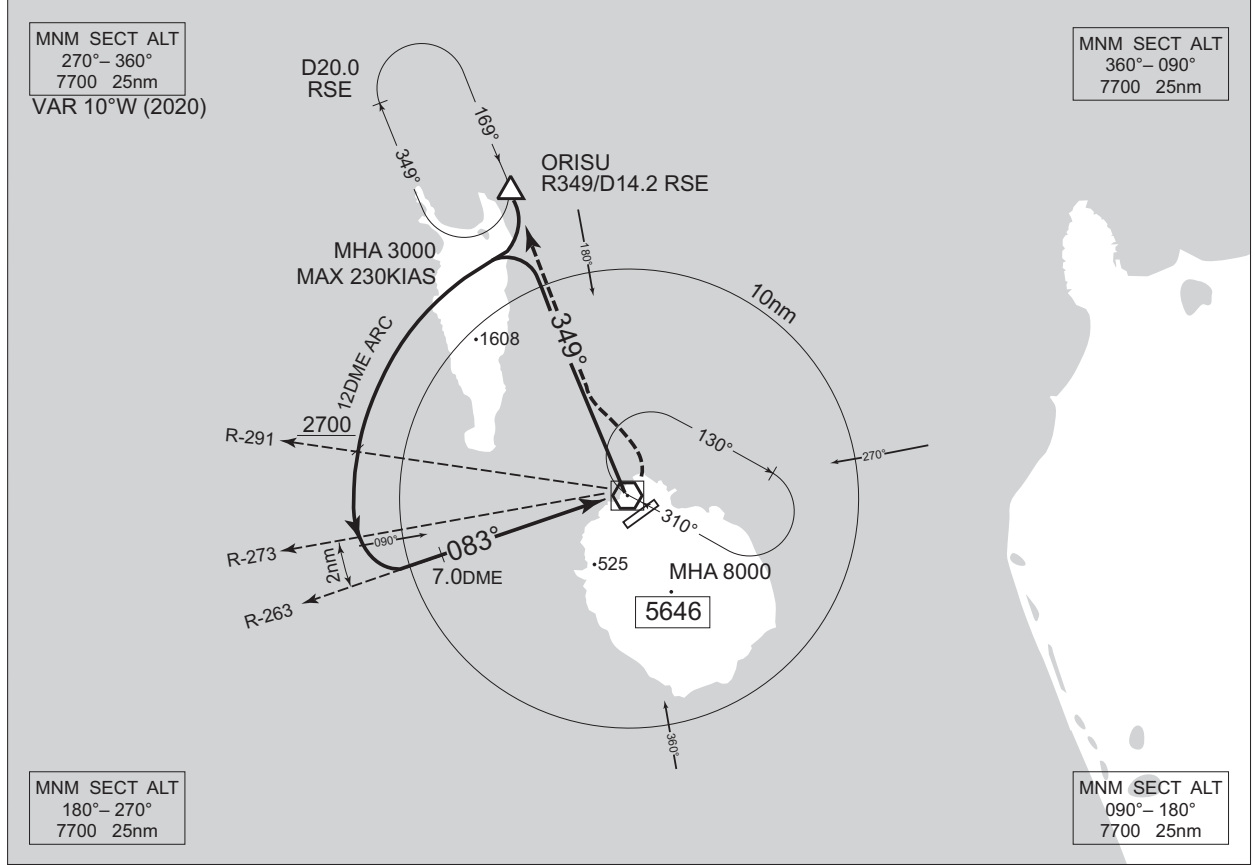 MNM SECT ALT
270°– 360°
7700 25nm
VAR 10°W (2020)
MNM SECT ALT
360°– 090°
7700 25nm
D20.0
RSE
169°
349°
ORISU
R349/D14.2 RSE
180°
MHA 3000
MAX 230KIAS
10nm
349°
•1608
12DME ARC
2700
R-291
130°
270°
310°
090°
083°
R-273
2nm
7.0DME
R-263
•525
MHA 8000
5646
360°
MNM SECT ALT
180°– 270°
7700 25nm
MNM SECT ALT
090°– 180°
7700 25nm